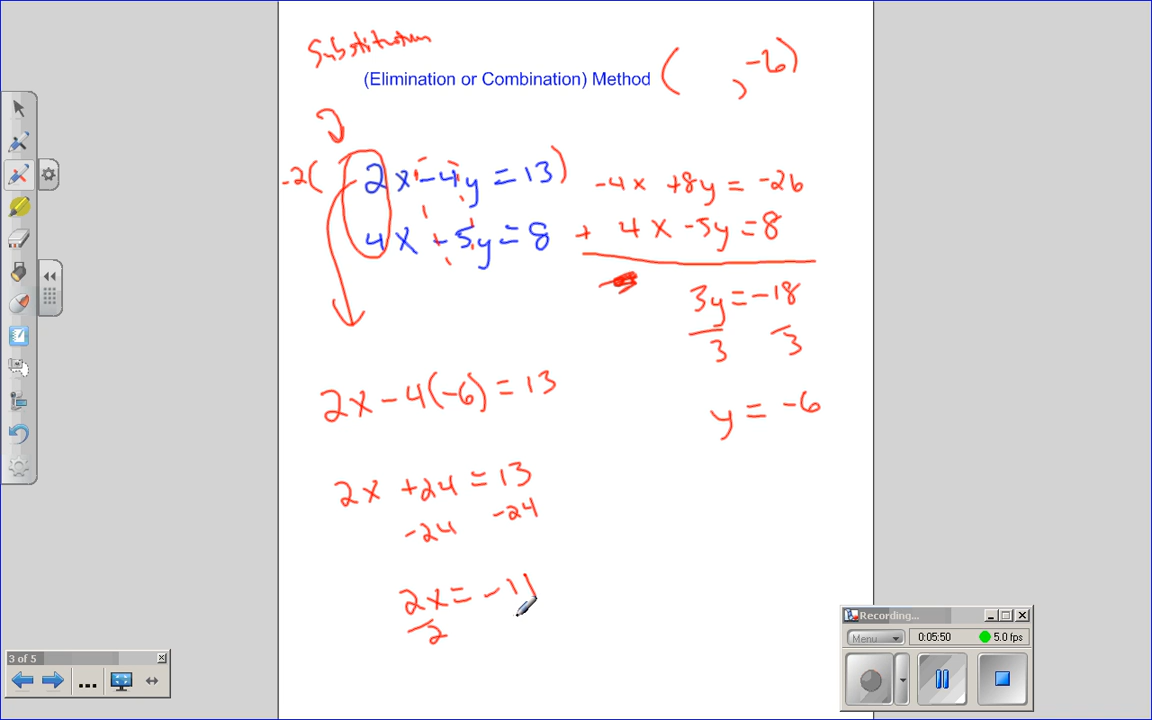 Substitution
(Elimination or Combination) Method ( , -6)
-2( 2x - 4y = 13)
4x - 5y = 8
-4x +8y = -26
+ 4x -5y = 8
3y = -18
3 3
y = -6
2x - 4(-6) = 13
2x +24 = 13
-24 -24
2x = -11
2
3 of 5
...
Recording...
Menu 0:05:50 5.0 fps